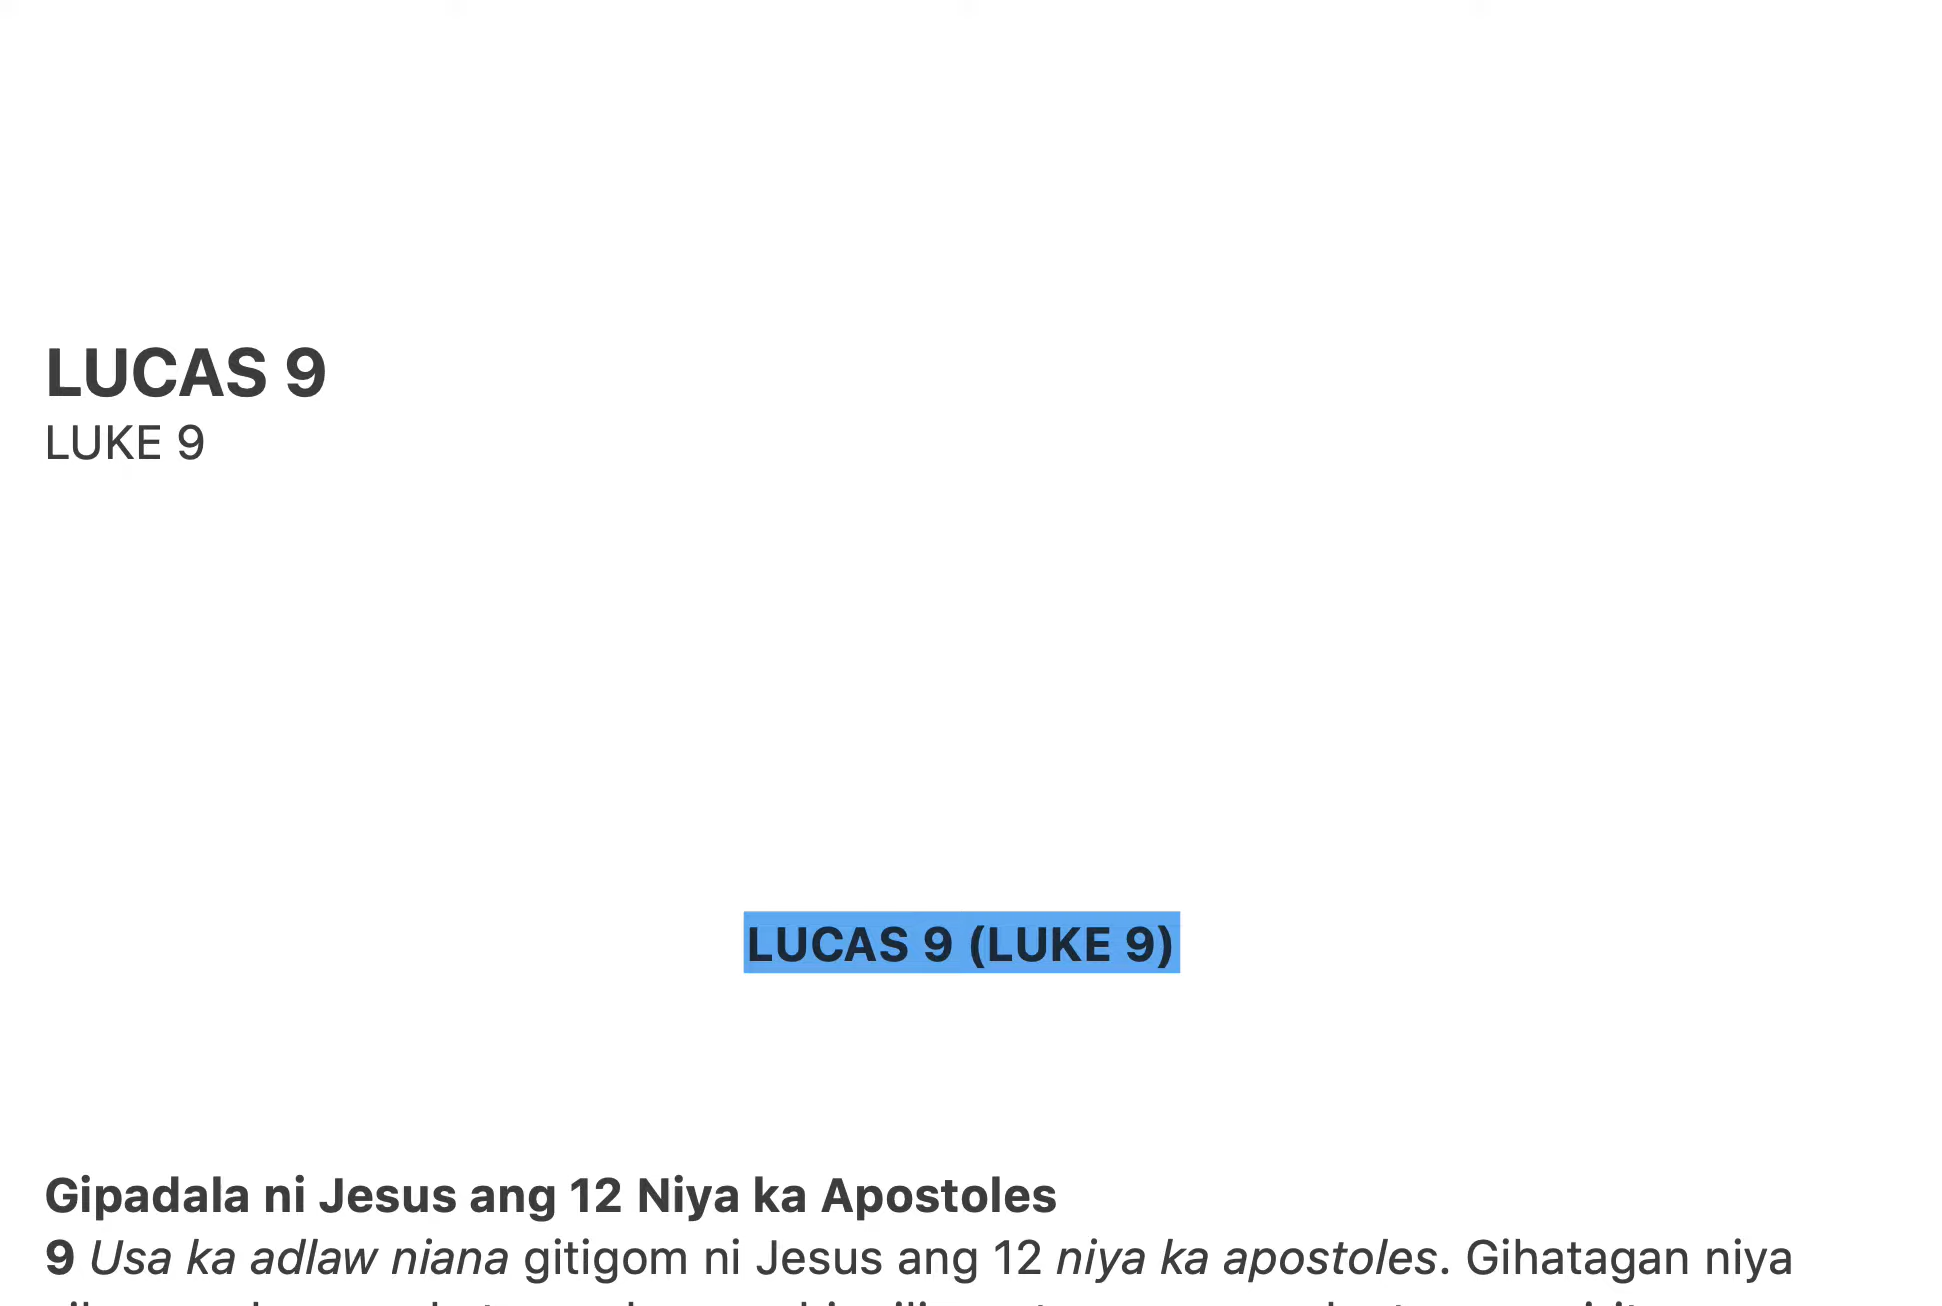 LUCAS 9
LUKE 9
LUCAS 9 (LUKE 9)
Gipadala ni Jesus ang 12 Niya ka Apostoles
9 Usa ka adlaw niana gitigom ni Jesus ang 12 niya ka apostoles. Gihatagan niya